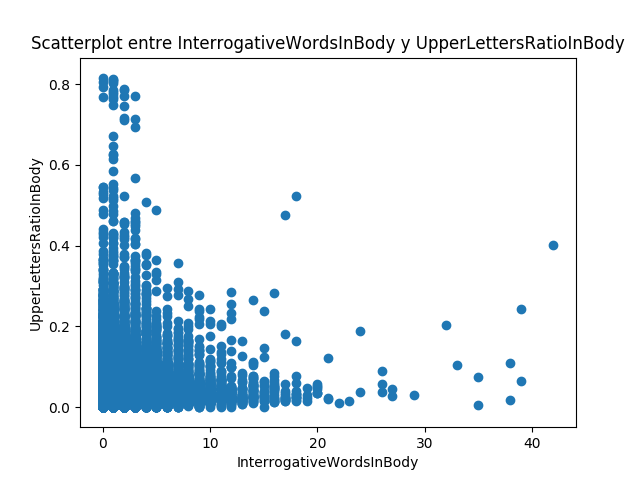 Scatterplot entre InterrogativeWordsInBody y UpperLettersRatioInBody
UpperLettersRatioInBody
0.8
0.6
0.4
0.2
0.0
0 10 20 30 40
InterrogativeWordsInBody